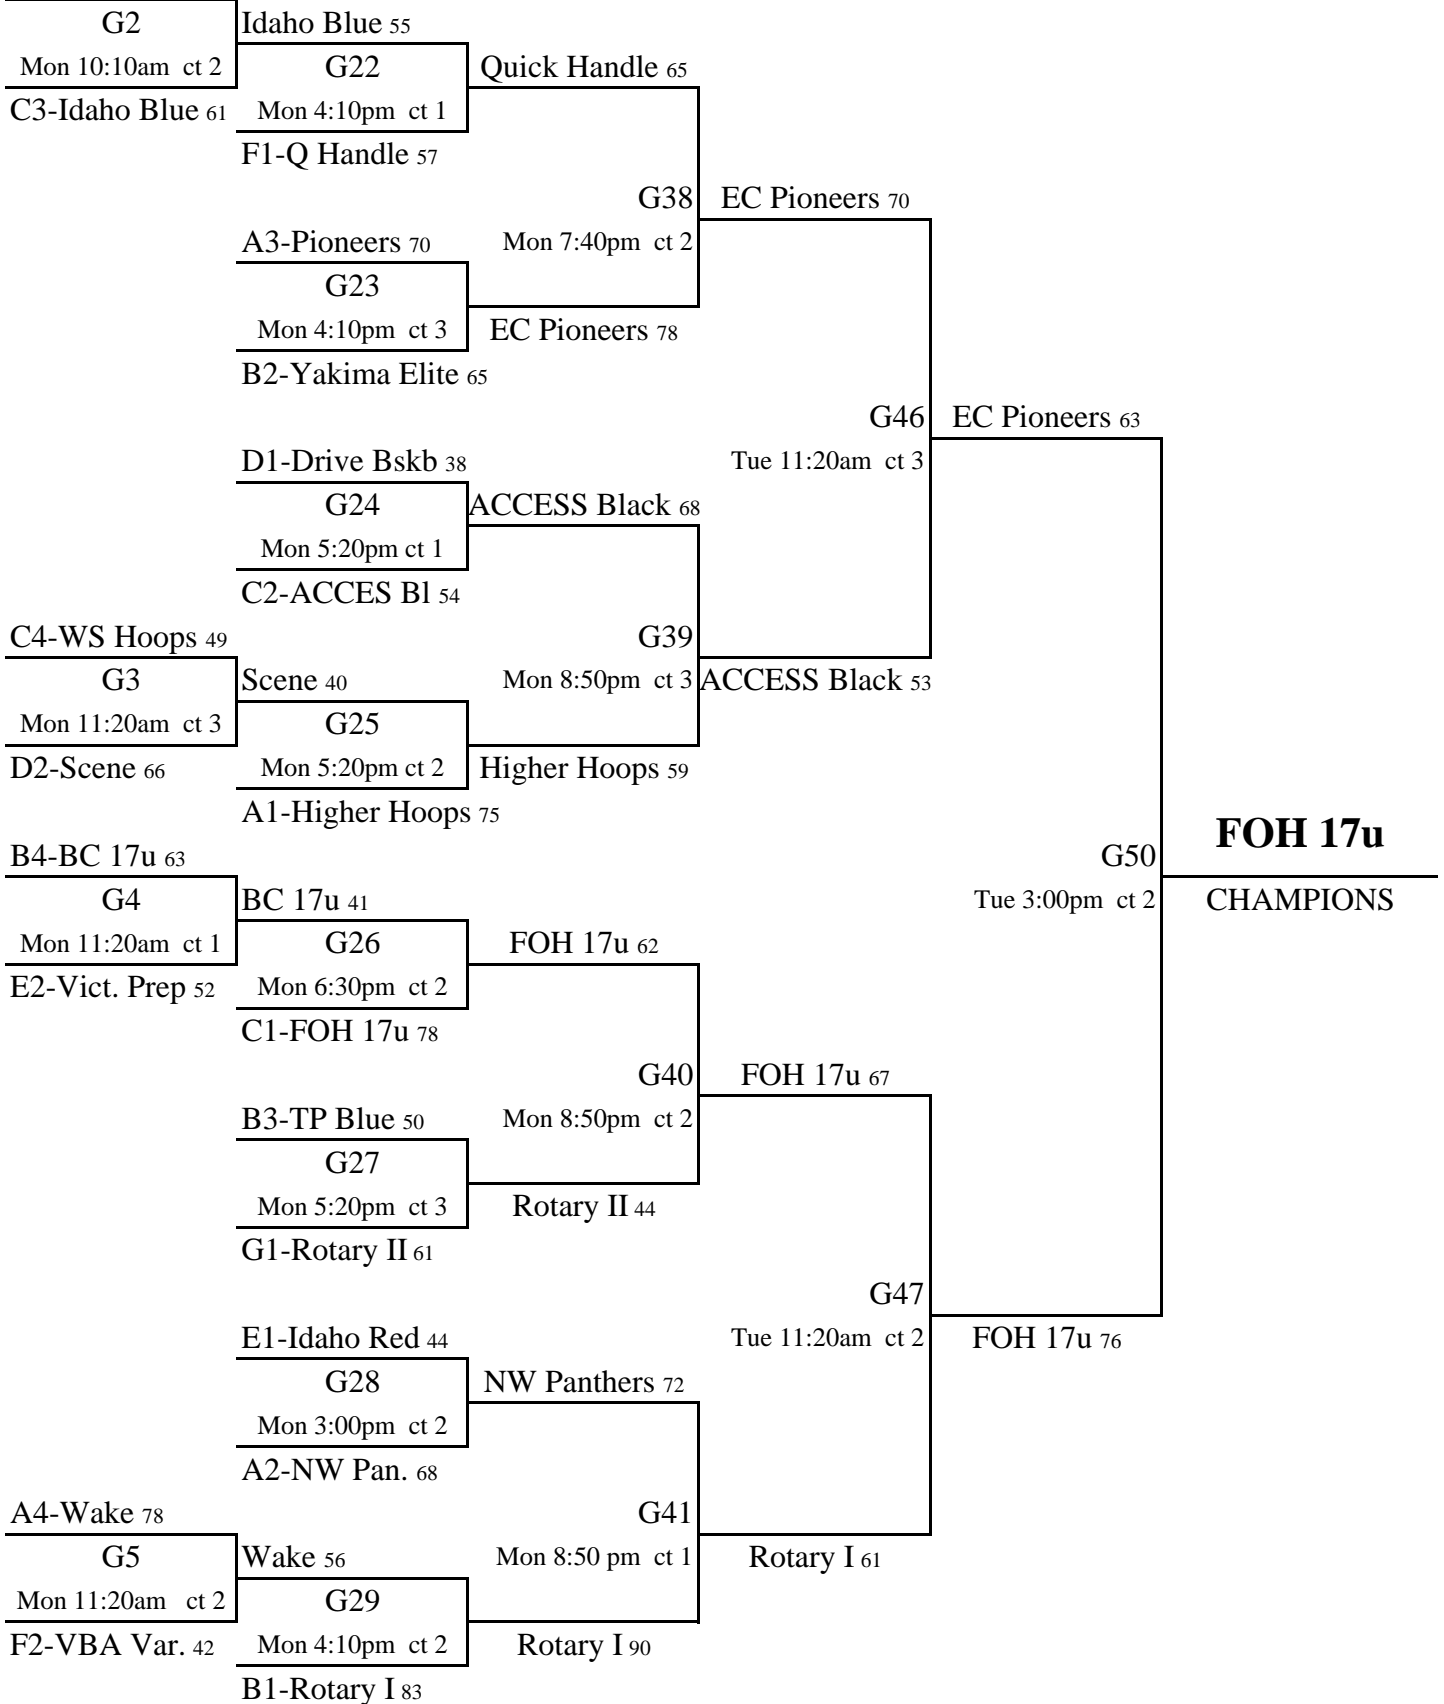 G2
Idaho Blue 55
Mon 10:10am ct 2
G22
Quick Handle 65
C3-Idaho Blue 61
Mon 4:10pm ct 1
F1-Q Handle 57
G38
EC Pioneers 70
A3-Pioneers 70
Mon 7:40pm ct 2
G23
Mon 4:10pm ct 3
EC Pioneers 78
B2-Yakima Elite 65
G46
EC Pioneers 63
D1-Drive Bskb 38
Tue 11:20am ct 3
G24
ACCESS Black 68
Mon 5:20pm ct 1
C2-ACCES Bl 54
C4-WS Hoops 49
G39
G3
Scene 40
Mon 8:50pm ct 3
ACCESS Black 53
Mon 11:20am ct 3
G25
D2-Scene 66
Mon 5:20pm ct 2
Higher Hoops 59
A1-Higher Hoops 75
FOH 17u
B4-BC 17u 63
G50
G4
BC 17u 41
Tue 3:00pm ct 2
CHAMPIONS
Mon 11:20am ct 1
G26
FOH 17u 62
E2-Vict. Prep 52
Mon 6:30pm ct 2
C1-FOH 17u 78
G40
FOH 17u 67
B3-TP Blue 50
Mon 8:50pm ct 2
G27
Mon 5:20pm ct 3
Rotary II 44
G1-Rotary II 61
G47
E1-Idaho Red 44
Tue 11:20am ct 2
FOH 17u 76
G28
NW Panthers 72
Mon 3:00pm ct 2
A2-NW Pan. 68
A4-Wake 78
G41
G5
Wake 56
Mon 8:50 pm ct 1
Rotary I 61
Mon 11:20am ct 2
G29
F2-VBA Var. 42
Mon 4:10pm ct 2
Rotary I 90
B1-Rotary I 83